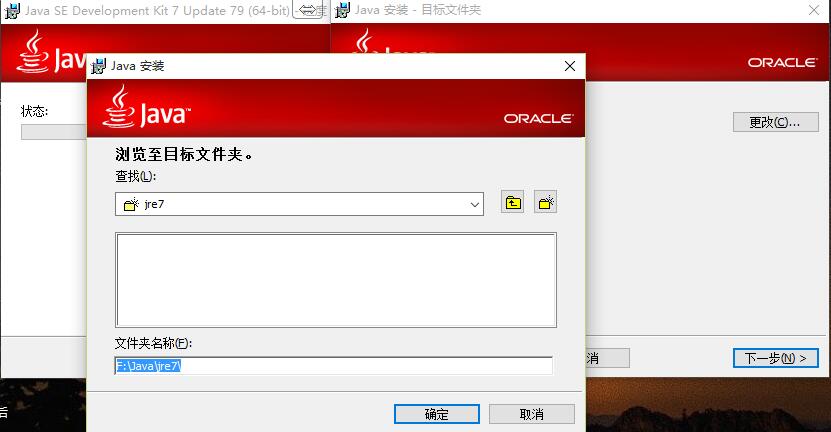 Java SE Development Kit 7 Update 79 (64-bit) -
Java 安装 - 目标文件夹
Java
ORACLE
状态:
更改(C)...
Java 安装
Java™
ORACLE
浏览至目标文件夹。
查找(L):
jre7
文件夹名称(F):
F:\Java\jre7\
确定
取消
消
下一步(N) >
后